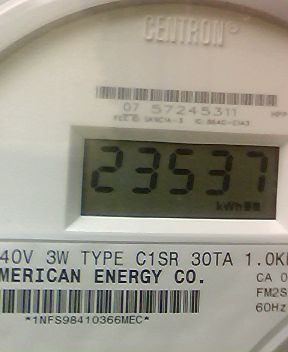 CENTRON®
07 57245311
23537
kWh
40V 3W TYPE C1SR 30TA 1.0K
MERICAN ENERGY CO.
CA 0
FM2S
60Hz
*1NFS98410366MEC*